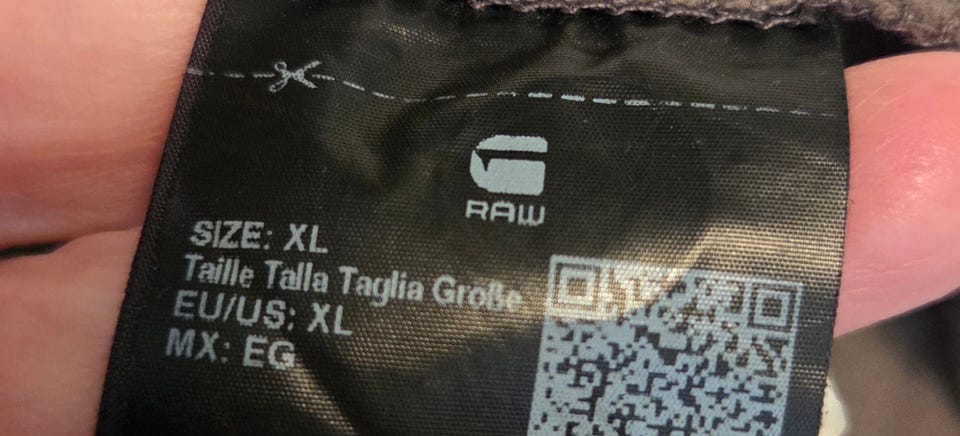 RAW
SIZE: XL
Taille Talla Taglia Größe
EU/US: XL
MX: EG